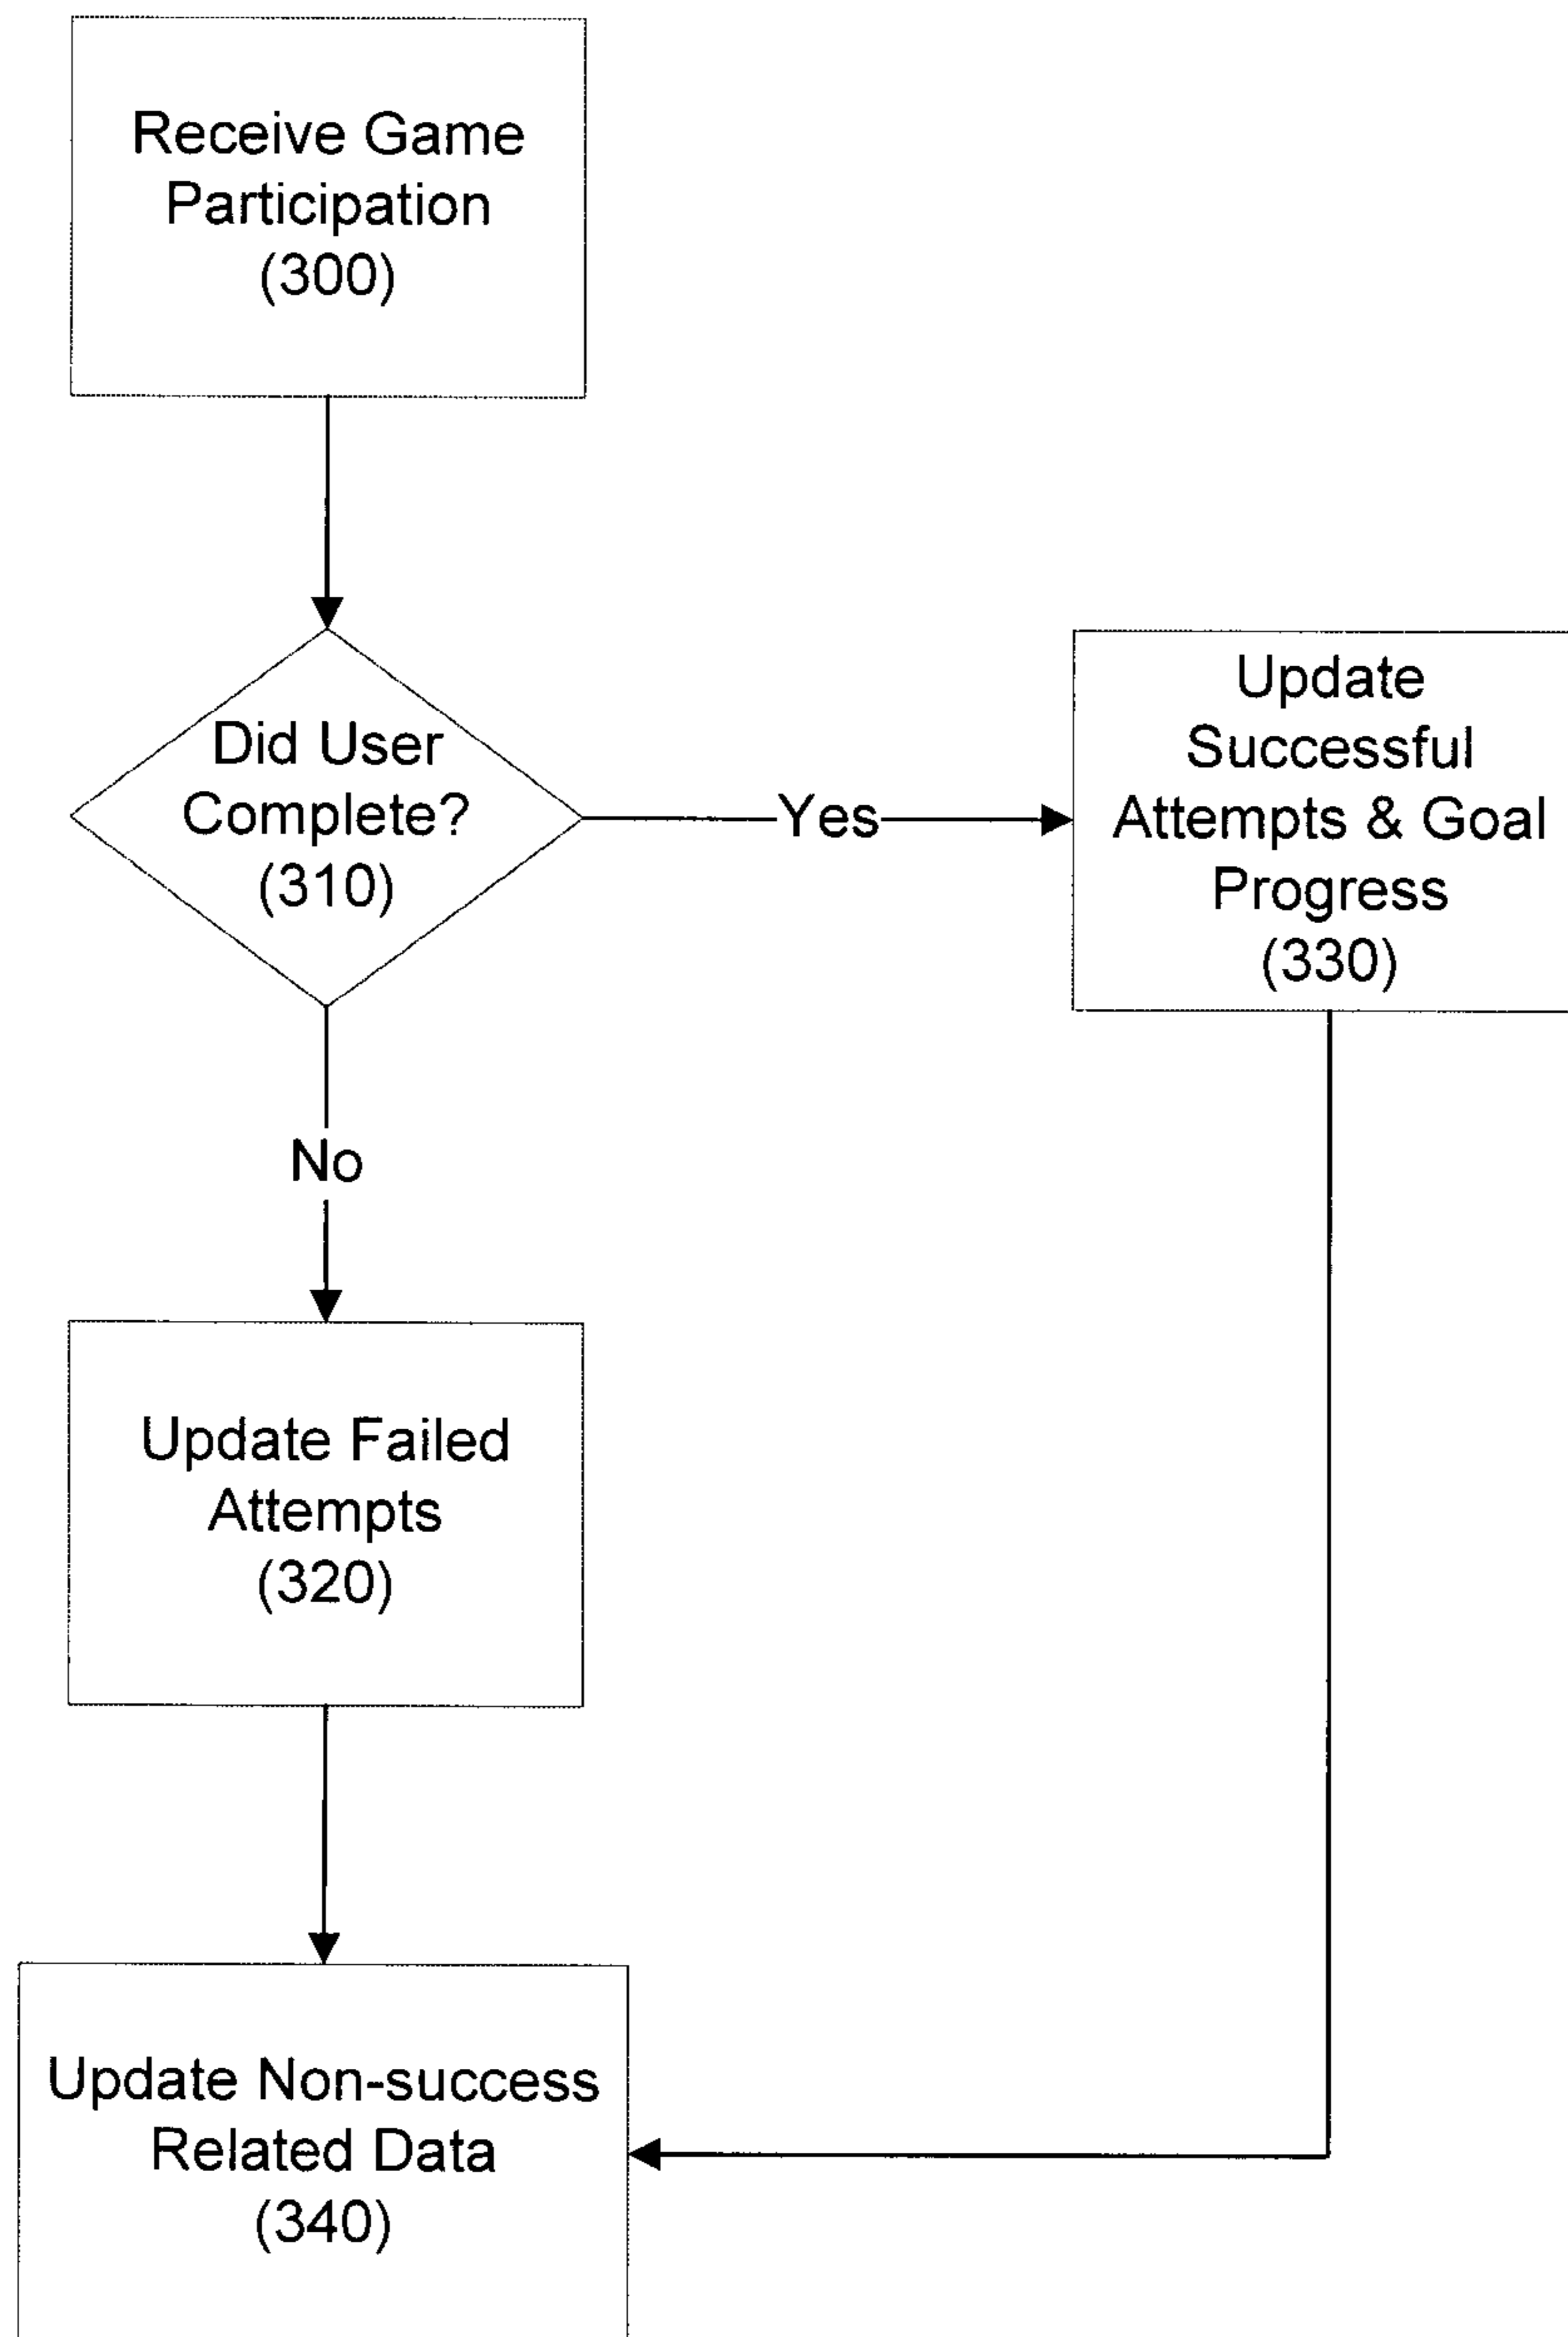 Receive Game
Participation
(300)
Did User
Complete?
(310)
Yes
Update
Successful
Attempts & Goal
Progress
(330)
No
Update Failed
Attempts
(320)
Update Non-success
Related Data
(340)